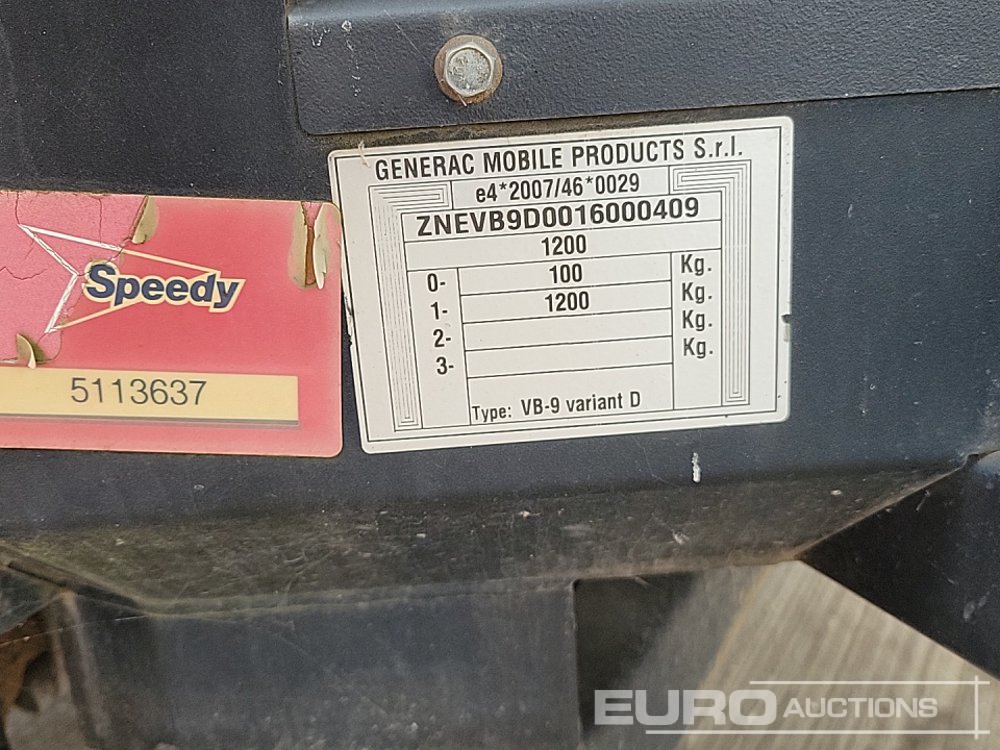 GENERAC MOBILE PRODUCTS S.r.l.
e4*2007/46*0029
ZNEVB9D0016000409
1200
0- 100 Kg.
1- 1200 Kg.
2- Kg.
3- Kg.
Type: VB-9 variant D
Speedy
5113637
EURO AUCTIONS